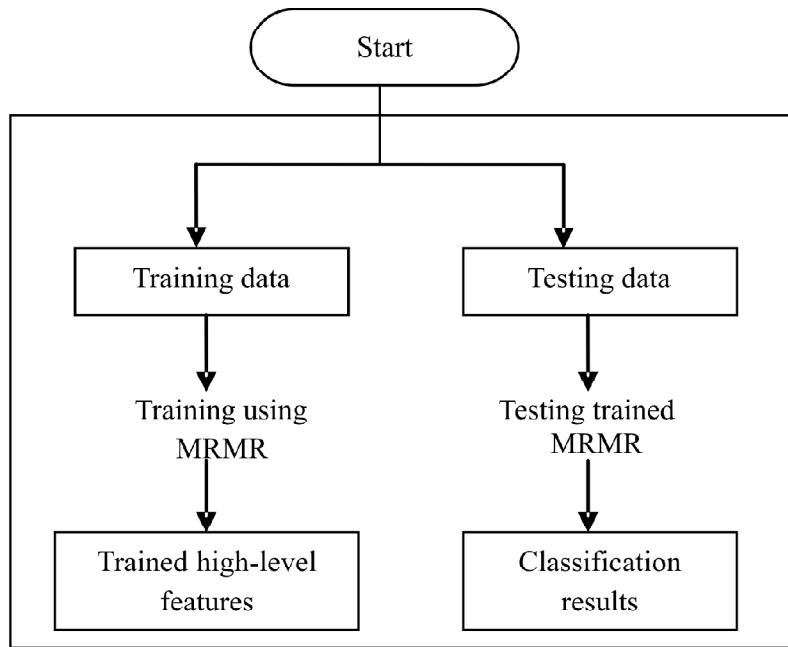 Start
Training data
Testing data
Training using
MRMR
Testing trained
MRMR
Trained high-level
features
Classification
results